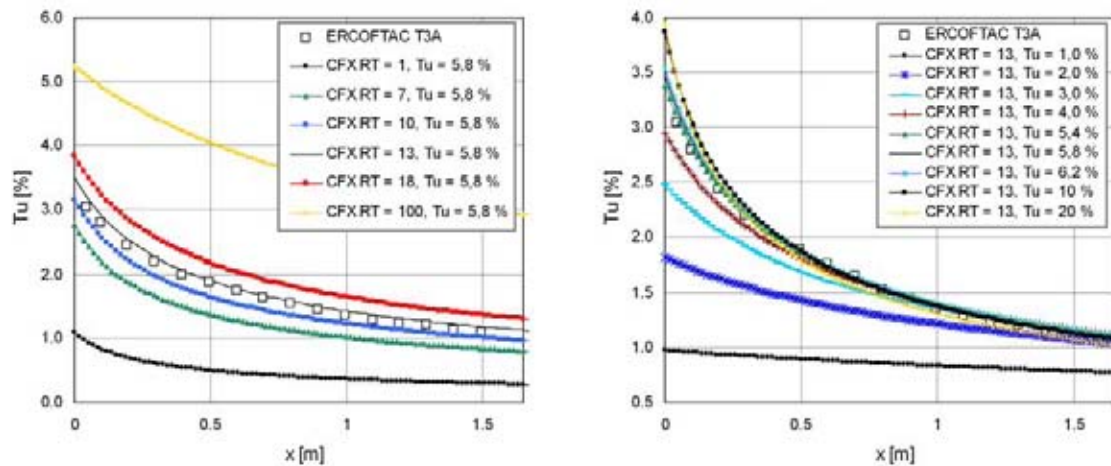 6.0
5.0
4.0
3.0
2.0
1.0
0.0
Tu [%]
0
0.5
1
1.5
x [m]
ERCOFTAC T3A
CFX RT = 1, Tu = 5,8 %
CFX RT = 7, Tu = 5,8 %
CFX RT = 10, Tu = 5,8 %
CFX RT = 13, Tu = 5,8 %
CFX RT = 18, Tu = 5,8 %
CFX RT = 100, Tu = 5,8 %
4.0
3.5
3.0
2.5
2.0
1.5
1.0
0.5
Tu [%]
0
0.5
1
1.5
x [m]
ERCOFTAC T3A
CFX RT = 13, Tu = 1,0 %
CFX RT = 13, Tu = 2,0 %
CFX RT = 13, Tu = 3,0 %
CFX RT = 13, Tu = 4,0 %
CFX RT = 13, Tu = 5,4 %
CFX RT = 13, Tu = 5,8 %
CFX RT = 13, Tu = 6,2 %
CFX RT = 13, Tu = 10 %
CFX RT = 13, Tu = 20 %